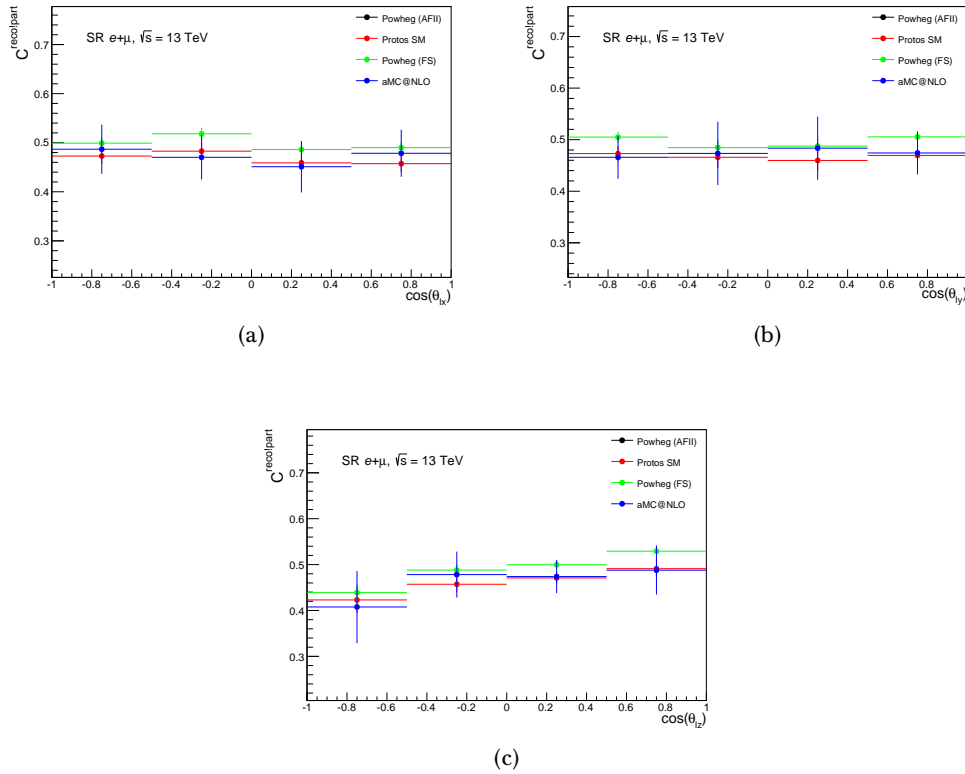 C^reco!part
0.7
0.6
0.5
0.4
0.3
SR e+μ, √s = 13 TeV
Powheg (AFII)
Protos SM
Powheg (FS)
aMC@NLO
-1 -0.8 -0.6 -0.4 -0.2 0 0.2 0.4 0.6 0.8 1
cos(θ_lx)
(a)
C^reco!part
0.7
0.6
0.5
0.4
0.3
SR e+μ, √s = 13 TeV
Powheg (AFII)
Protos SM
Powheg (FS)
aMC@NLO
-1 -0.8 -0.6 -0.4 -0.2 0 0.2 0.4 0.6 0.8 1
cos(θ_ly)
(b)
C^reco!part
0.7
0.6
0.5
0.4
0.3
SR e+μ, √s = 13 TeV
Powheg (AFII)
Protos SM
Powheg (FS)
aMC@NLO
-1 -0.8 -0.6 -0.4 -0.2 0 0.2 0.4 0.6 0.8 1
cos(θ_lz)
(c)